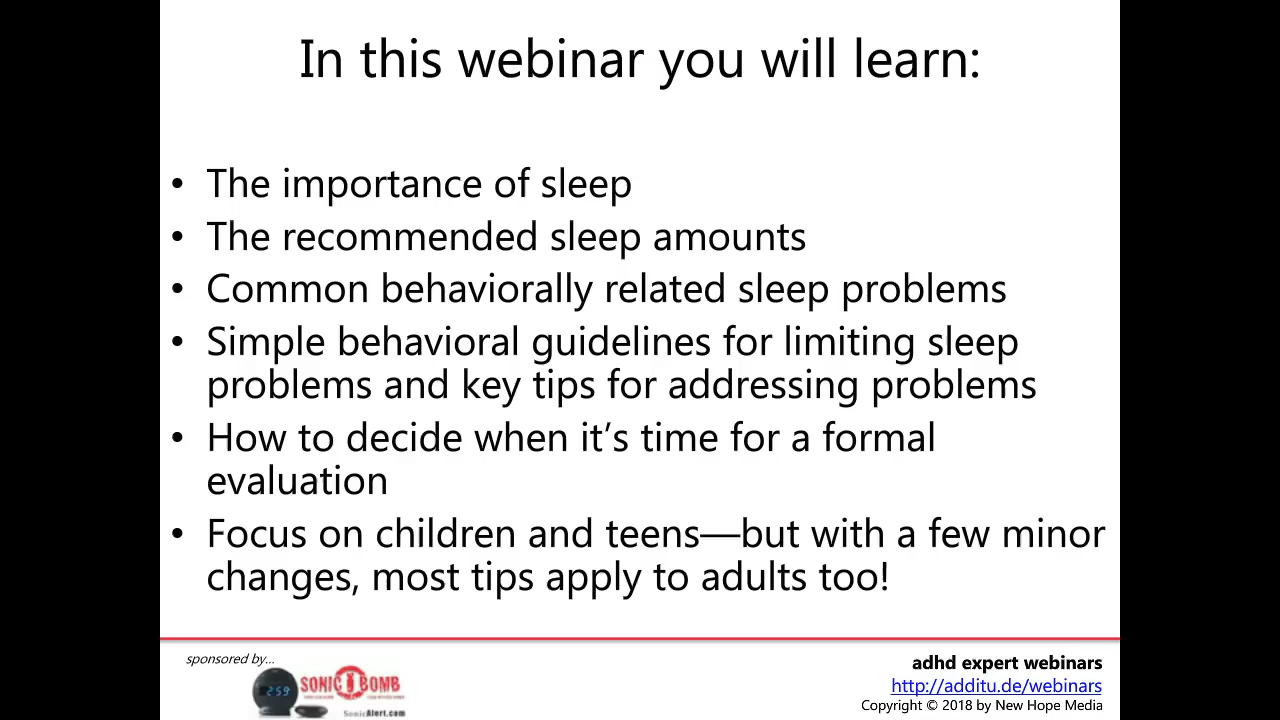 In this webinar you will learn:
• The importance of sleep
• The recommended sleep amounts
• Common behaviorally related sleep problems
• Simple behavioral guidelines for limiting sleep
problems and key tips for addressing problems
• How to decide when it’s time for a formal
evaluation
• Focus on children and teens—but with a few minor
changes, most tips apply to adults too!
sponsored by...
2:59
SONIC BOMB
SonicAlert.com
adhd expert webinars
http://additu.de/webinars
Copyright © 2018 by New Hope Media